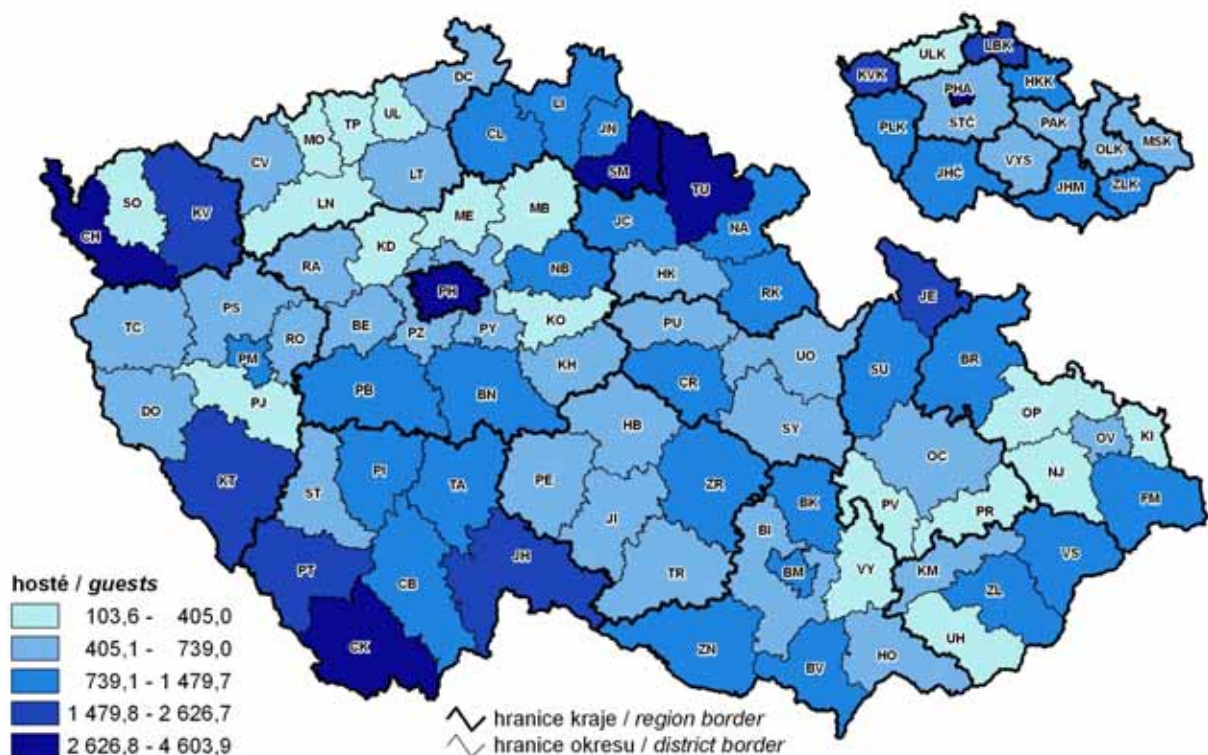 DC
UL
TP
MO
LI
CL
JN
CV
LT
SM
TU
SO
KV
CH
LN
ME
MB
JC
NA
KD
RA
PH
NB
HK
RK
TC
PS
RO
BE
PZ
PY
KO
PU
UO
PM
KH
CR
DO
PJ
PB
BN
SY
HB
KT
ST
PI
TA
PE
ZR
JI
PT
CB
JH
TR
CK
JE
SU
BR
OP
KI
OV
OC
NJ
FM
BK
PV
PR
BI
BM
VY
KM
VS
ZL
UH
ZN
BV
HO
ULK
LBK
KVK
HKK
PHA
STČ
PAK
PLK
MSK
OLK
VYS
JHČ
JHM
ZLK
hosté / guests
103,6 - 405,0
405,1 - 739,0
739,1 - 1 479,7
1 479,8 - 2 626,7
2 626,8 - 4 603,9
hranice kraje / region border
hranice okresu / district border